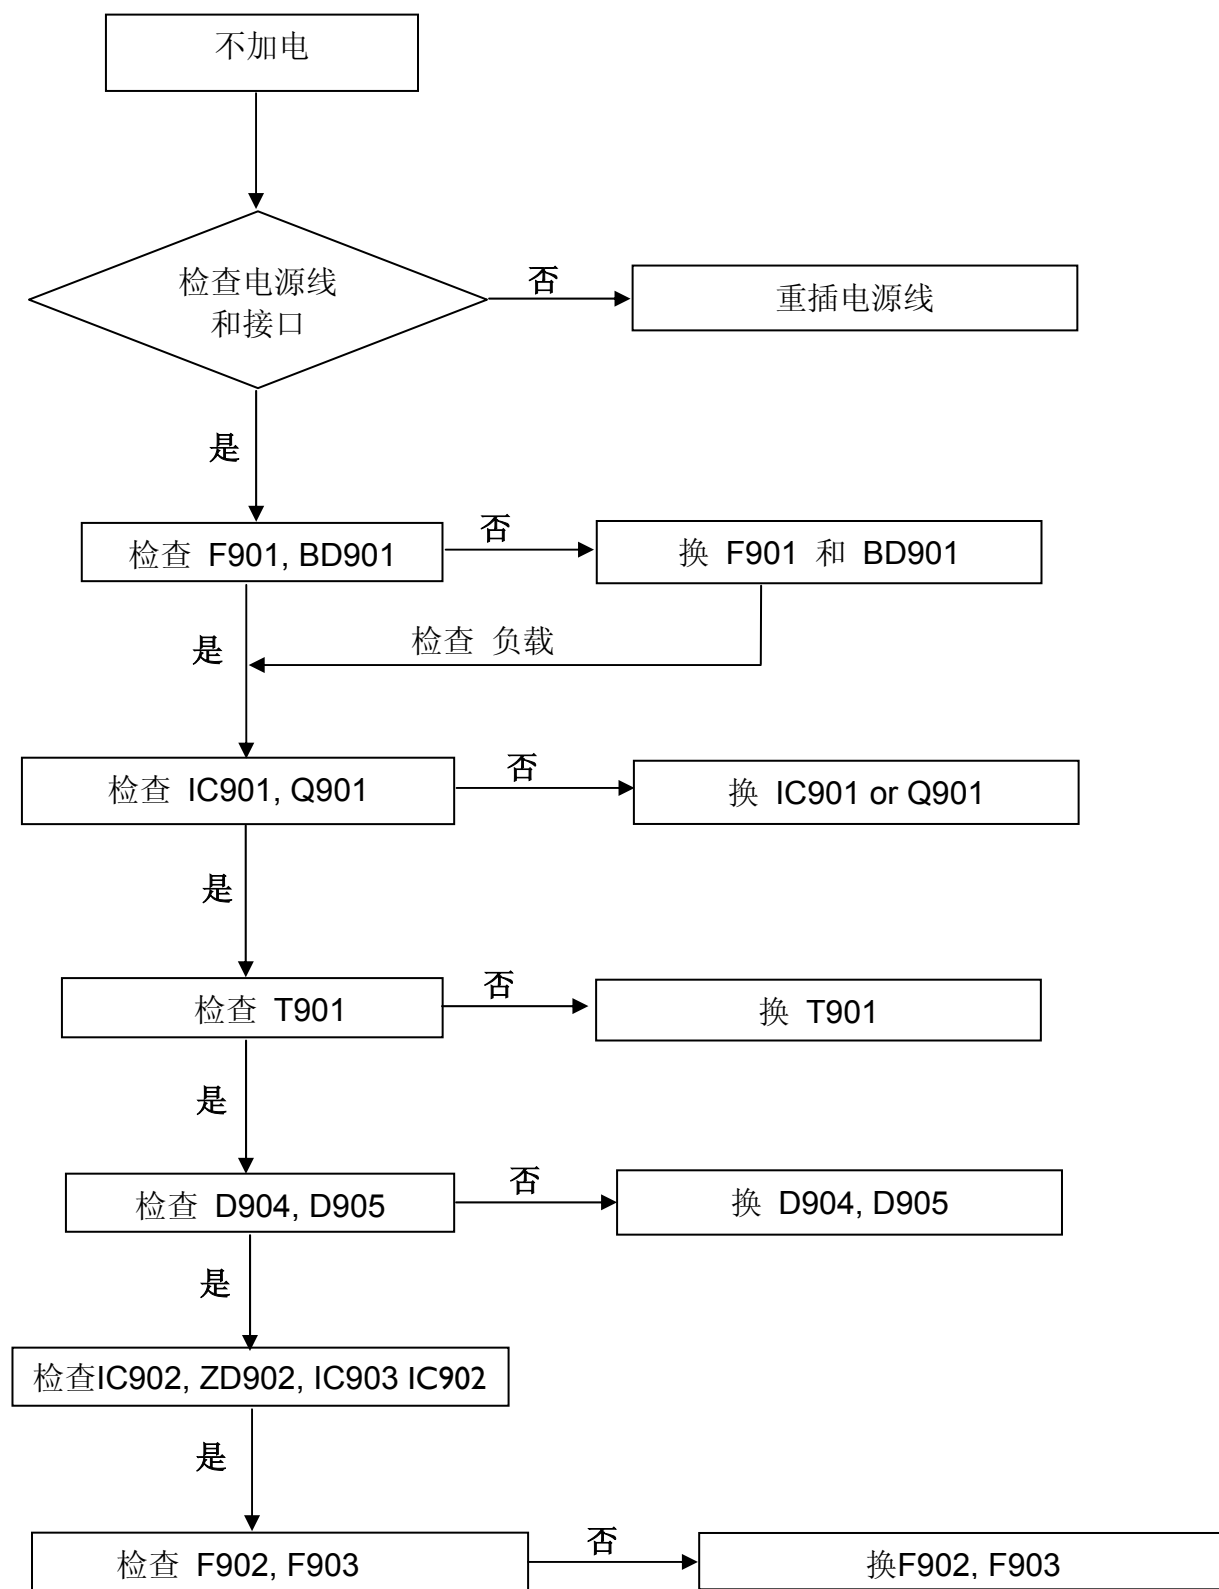 不加电
检查电源线
和接口
否
重插电源线
是
检查 F901, BD901
否
换 F901 和 BD901
是
检查 负载
检查 IC901, Q901
否
换 IC901 or Q901
是
检查 T901
否
换 T901
是
检查 D904, D905
否
换 D904, D905
是
检查IC902, ZD902, IC903 IC902
是
检查 F902, F903
否
换F902, F903